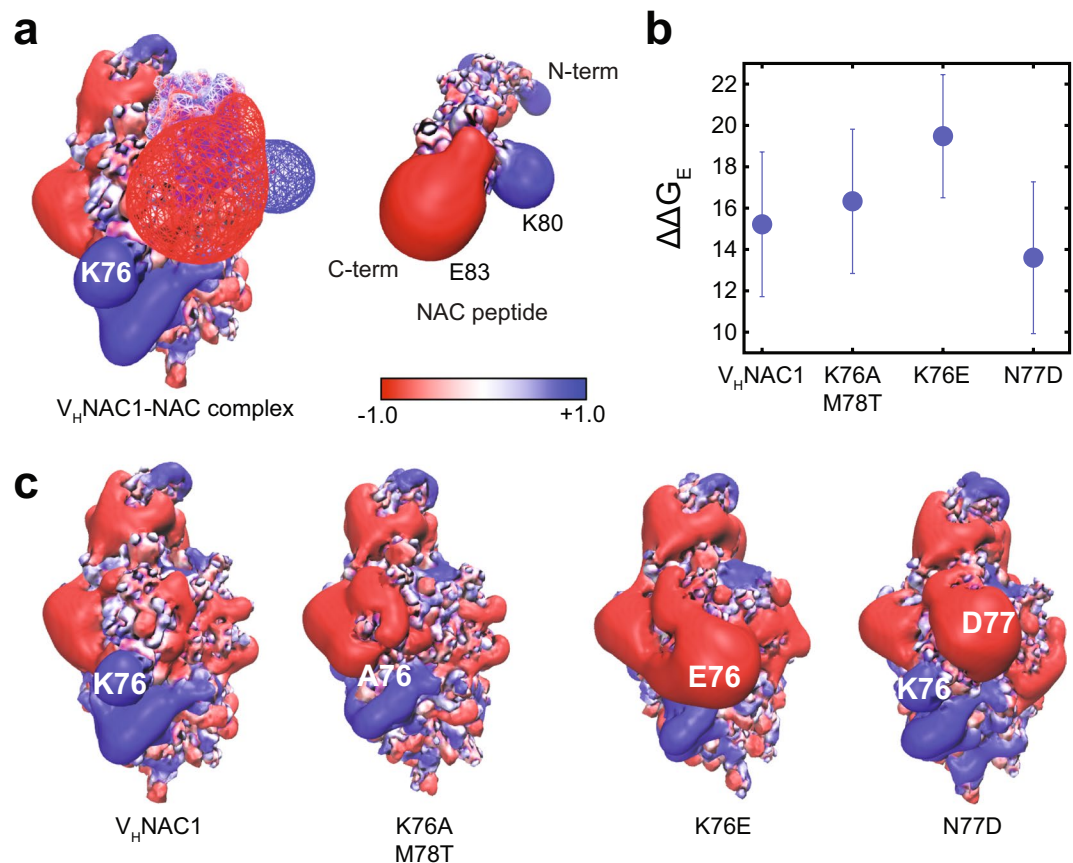 a
K76
N-term
K80
C-term
E83
NAC peptide
-1.0
+1.0
VHNAC1-NAC complex
b
ΔΔGE
22
20
18
16
14
12
10
VHNAC1
K76A
M78T
K76E
N77D
c
K76
A76
E76
D77
K76
VHNAC1
K76A
M78T
K76E
N77D